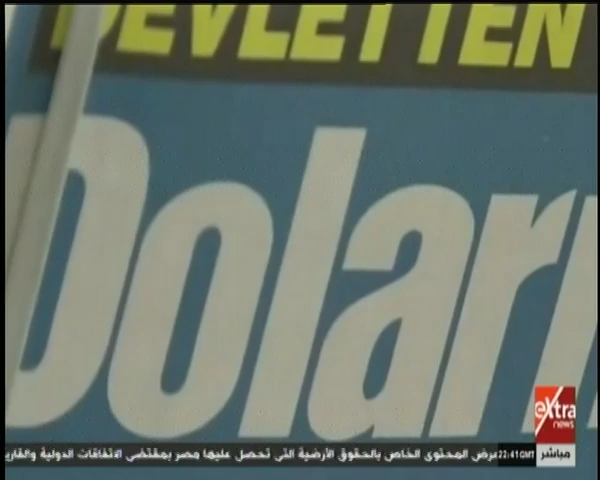 DEVLETTEN
Dolar
extra
news
مباشر
22:41GMT عرض المحتوى الخاص بالحقوق الأرضية التى تحصل عليها مصر بمقتضى الاتفاقات الدولية والقارية